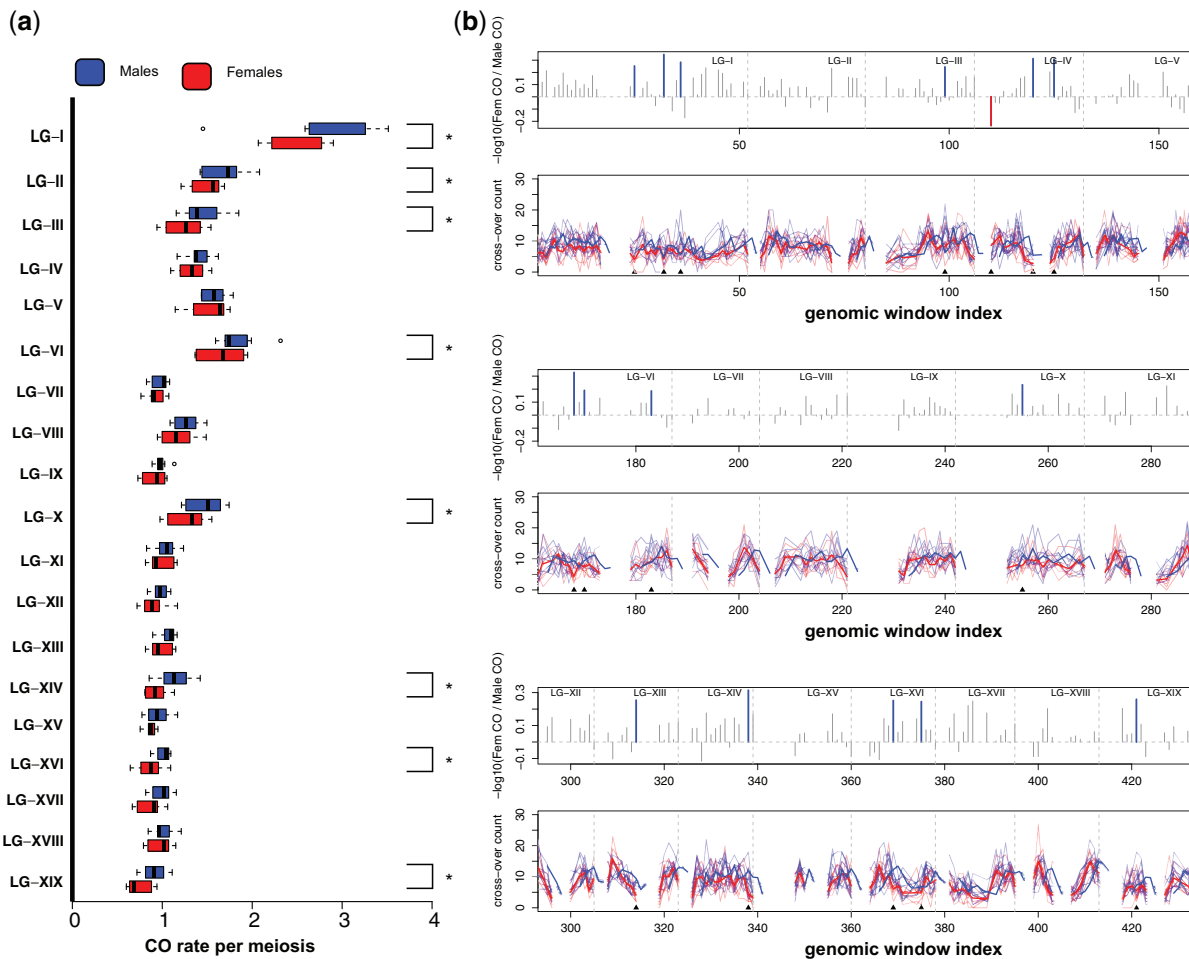 (a)
Males Females
LG–I
*
LG–II
*
LG–III
*
LG–IV
LG–V
LG–VI
*
LG–VII
LG–VIII
LG–IX
LG–X
*
LG–XI
LG–XII
LG–XIII
LG–XIV
*
LG–XV
LG–XVI
*
LG–XVII
LG–XVIII
LG–XIX
*
0 1 2 3 4
CO rate per meiosis
(b)
−log10(Fem CO / Male CO)
−0.2 0.1
LG–I LG–II LG–III LG–IV LG–V
50 100 150
cross−over count
0 10 20 30
50 100 150
genomic window index
−log10(Fem CO / Male CO)
−0.2 0.1
LG–VI LG–VII LG–VIII LG–IX LG–X LG–XI
180 200 220 240 260 280
cross−over count
0 10 20 30
180 200 220 240 260 280
genomic window index
−log10(Fem CO / Male CO)
−0.1 0.1 0.3
LG–XII LG–XIII LG–XIV LG–XV LG–XVI LG–XVII LG–XVIII LG–XIX
300 320 340 360 380 400 420
cross−over count
0 10 20 30
300 320 340 360 380 400 420
genomic window index